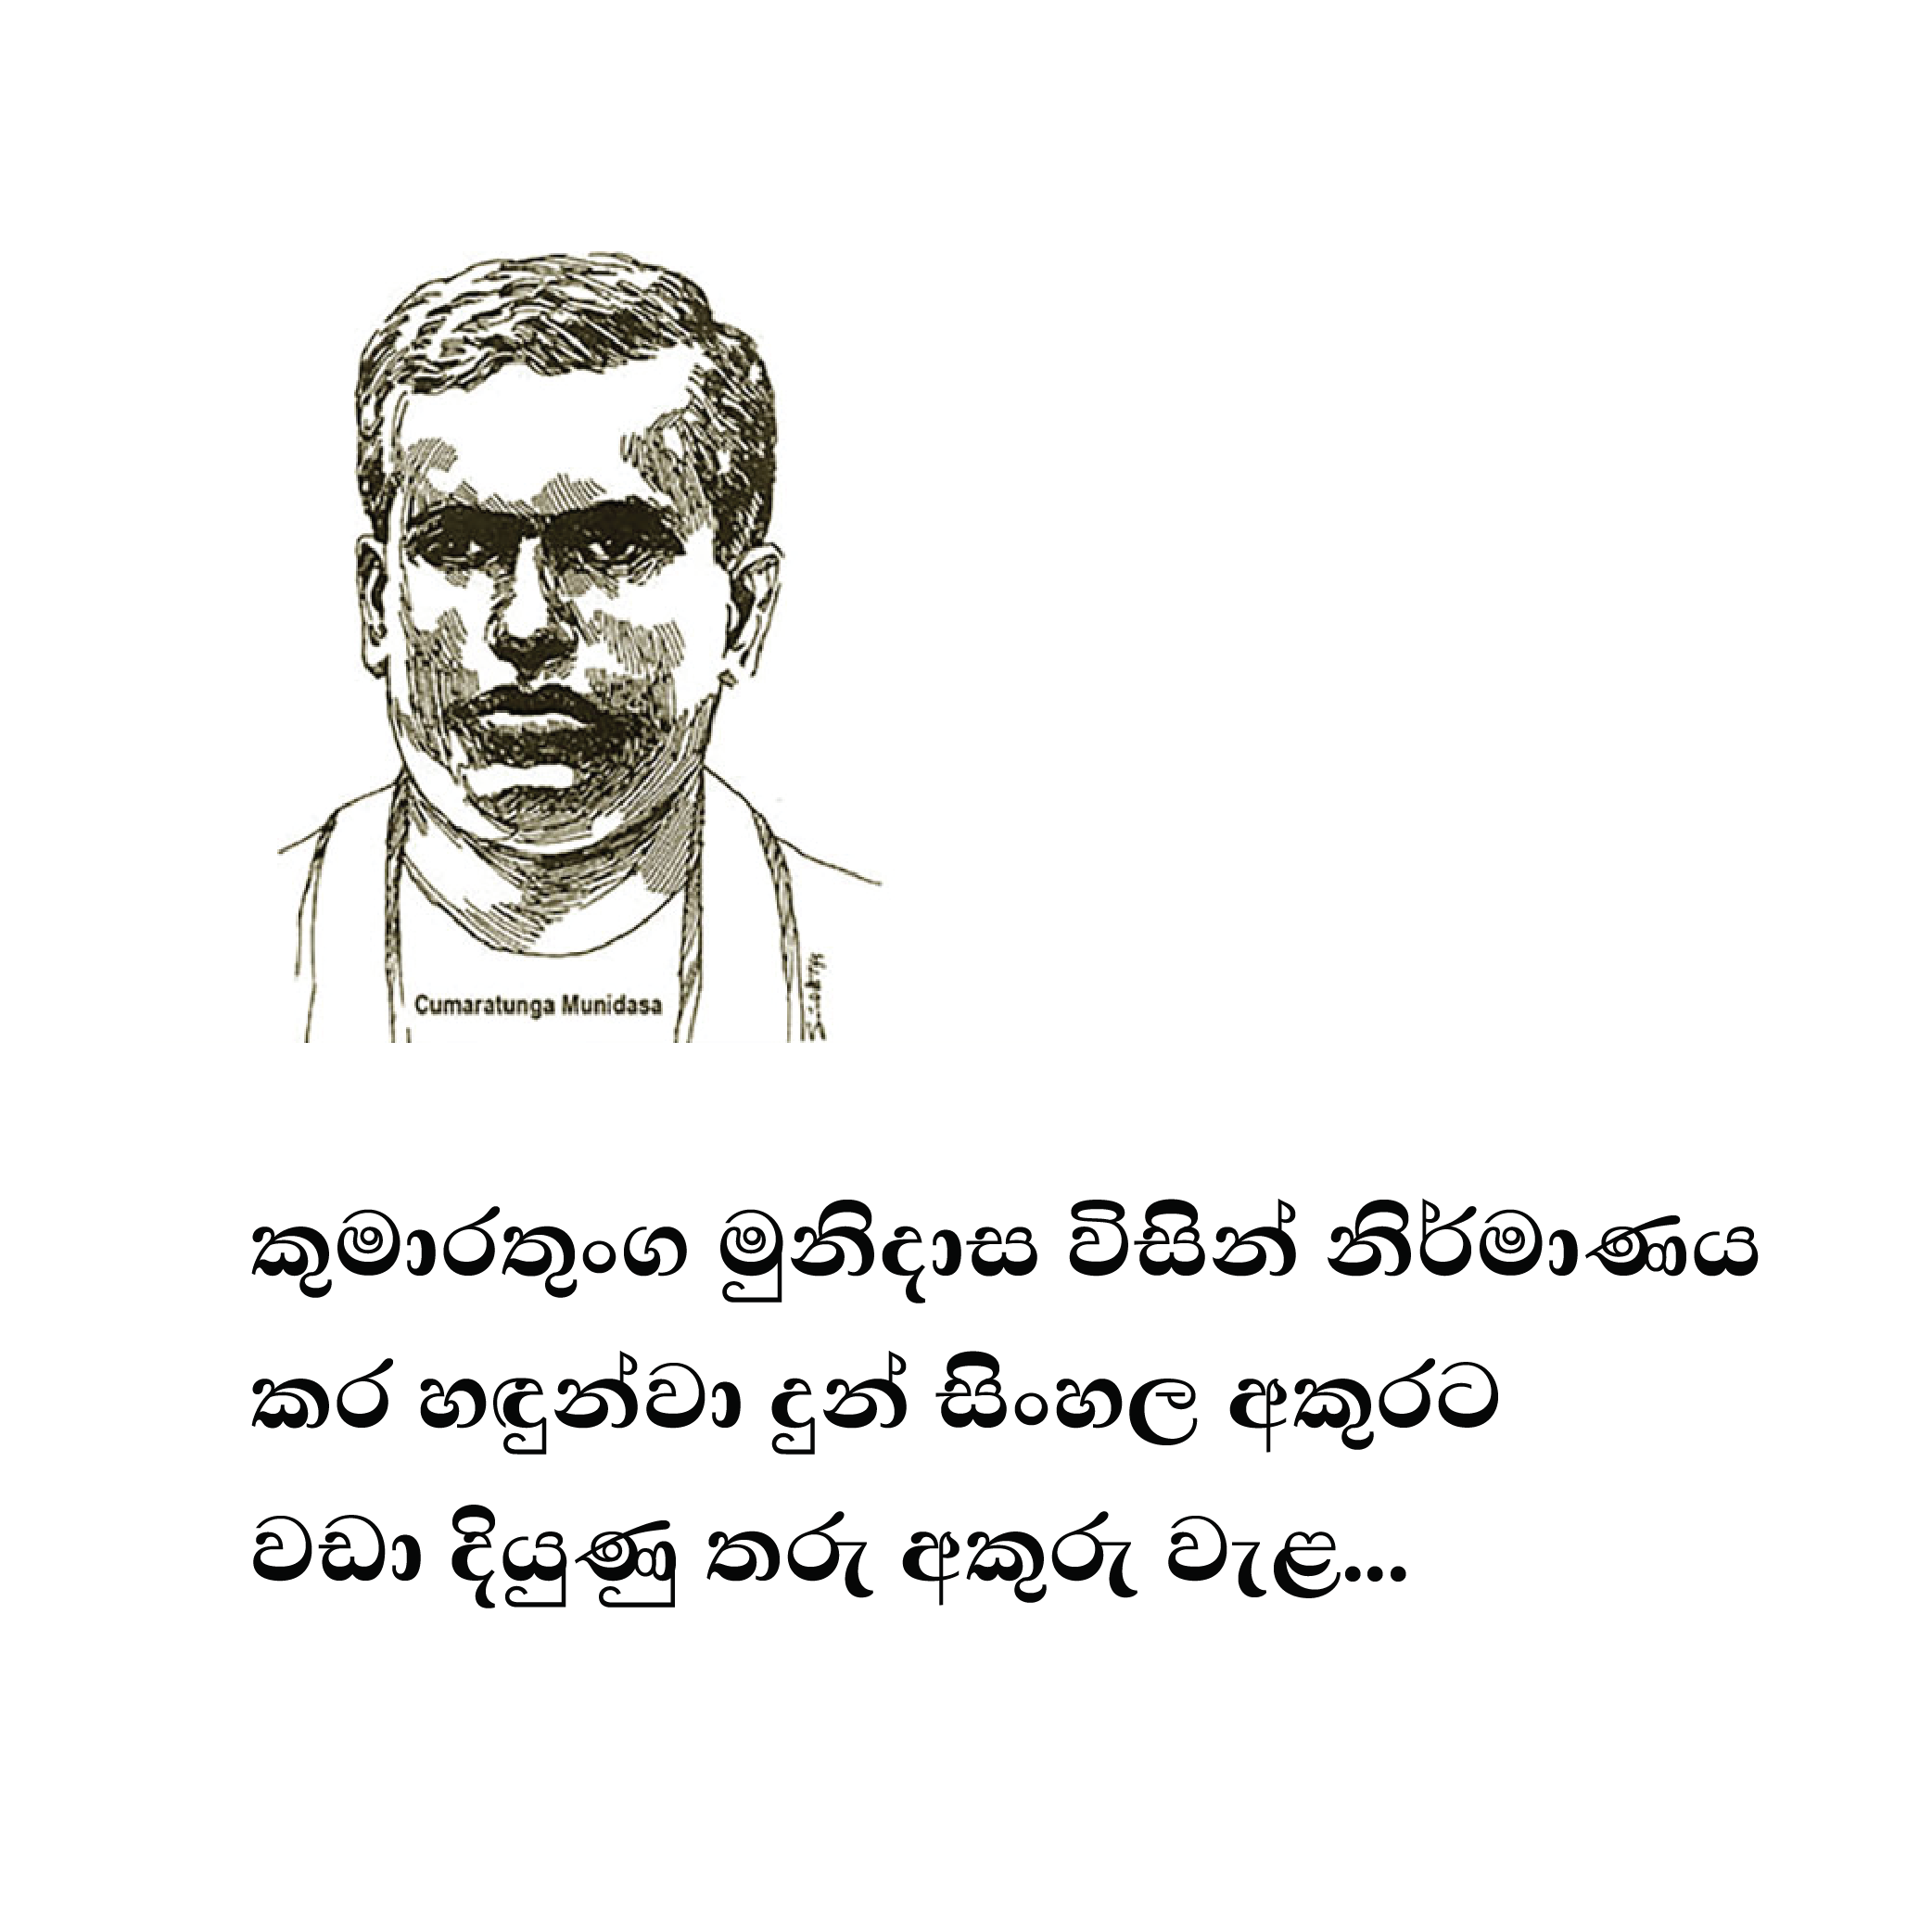 Cumaratunga Munidasa
කුමාරතුංග මුනිදාස විසින් නිර්මාණය
කර හඳුන්වා දුන් සිංහල අකුරට
වඩා දියුණු තරු අකුරු වැළ...